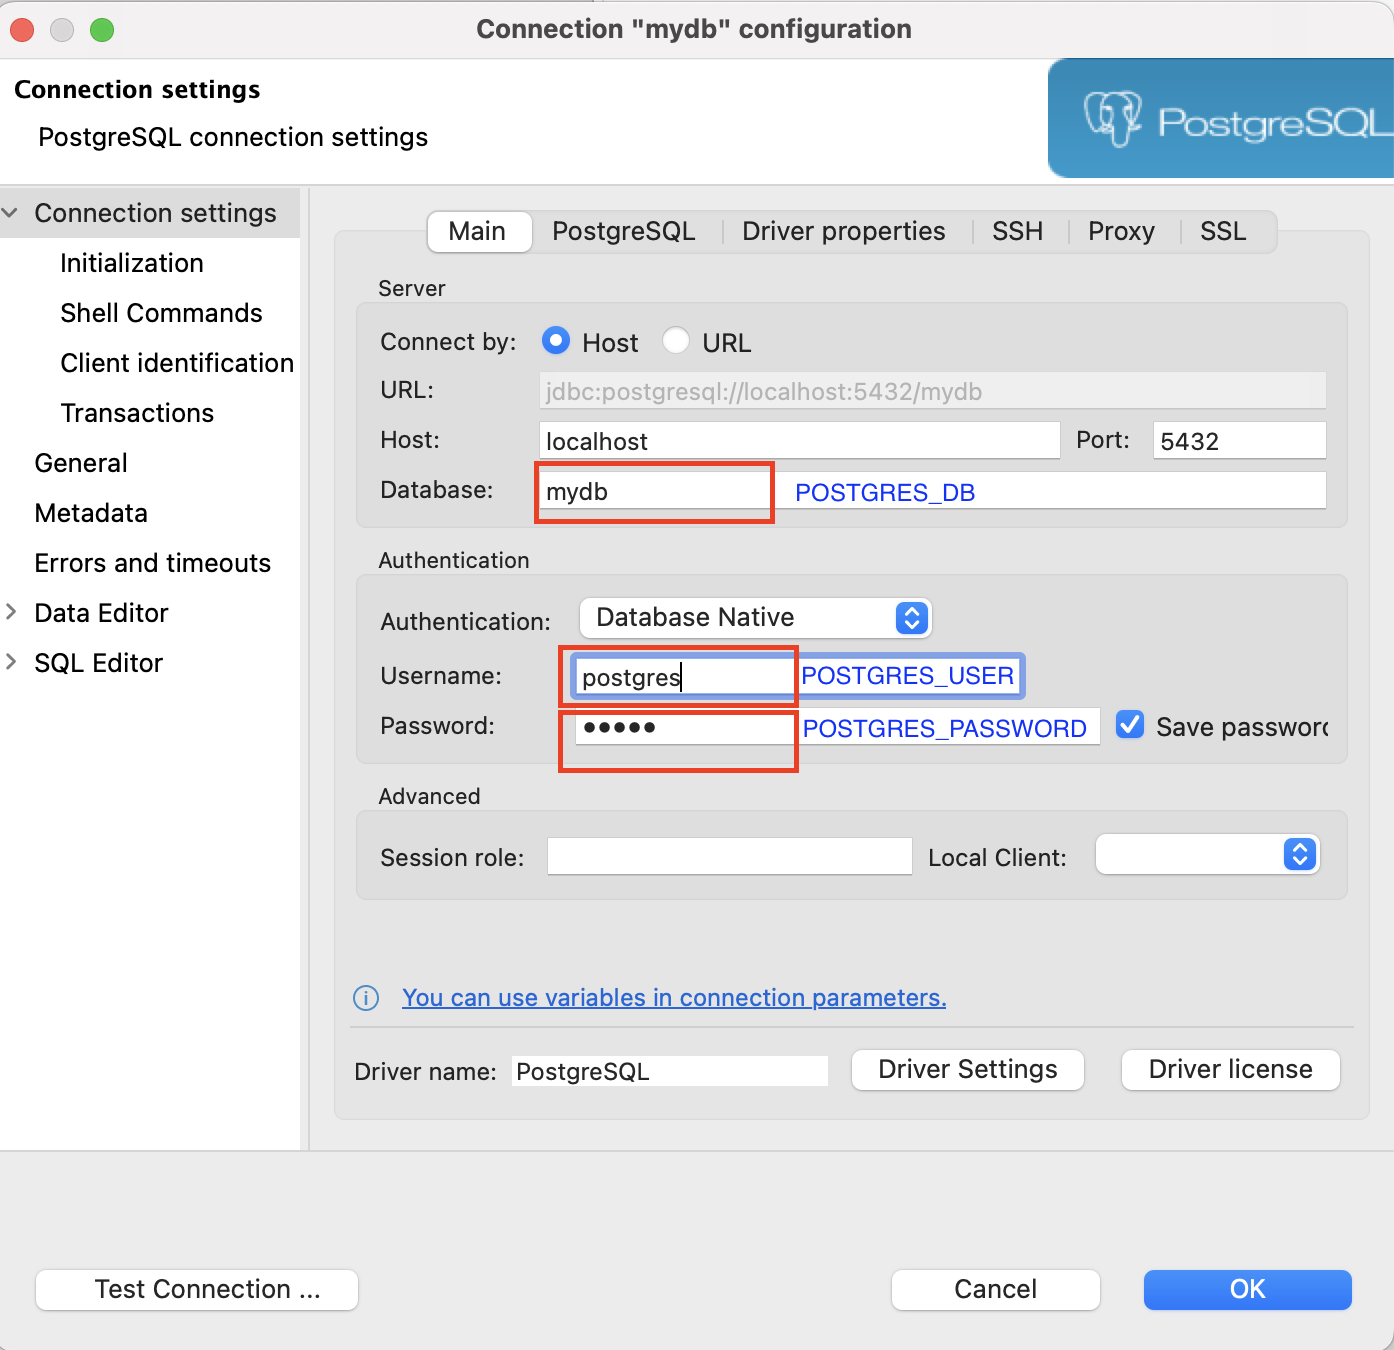 Connection "mydb" configuration
Connection settings
PostgreSQL connection settings
PostgreSQL
Connection settings
Initialization
Shell Commands
Client identification
Transactions
General
Metadata
Errors and timeouts
Data Editor
SQL Editor
Main PostgreSQL Driver properties SSH Proxy SSL
Server
Connect by: Host URL
URL: jdbc:postgresql://localhost:5432/mydb
Host: localhost Port: 5432
Database: mydb POSTGRES_DB
Authentication
Authentication: Database Native
Username: postgres POSTGRES_USER
Password: ••••• POSTGRES_PASSWORD Save password
Advanced
Session role: Local Client:
You can use variables in connection parameters.
Driver name: PostgreSQL Driver Settings Driver license
Test Connection ... Cancel OK